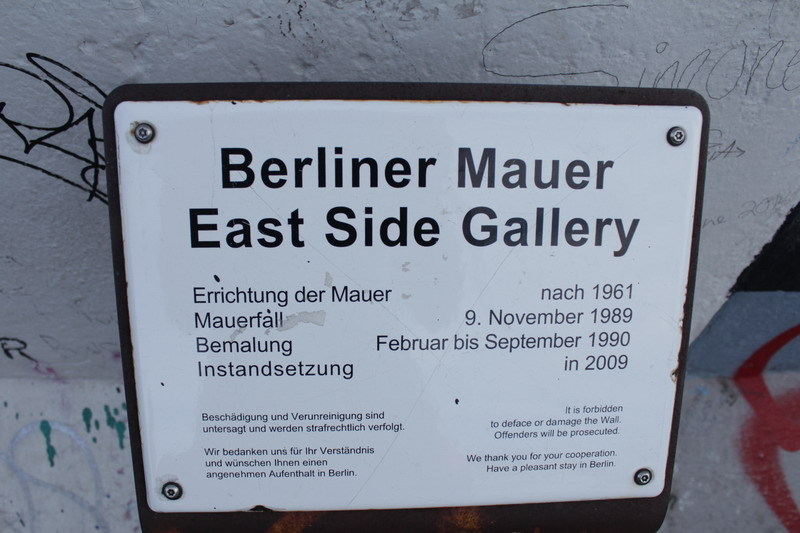 Berliner Mauer
East Side Gallery
Errichtung der Mauer nach 1961
Mauerfall 9. November 1989
Bemalung Februar bis September 1990
Instandsetzung in 2009
Beschädigung und Verunreinigung sind
untersagt und werden strafrechtlich verfolgt.
Wir bedanken uns für Ihr Verständnis
und wünschen Ihnen einen
angenehmen Aufenthalt in Berlin.
It is forbidden
to deface or damage the Wall.
Offenders will be prosecuted.
We thank you for your cooperation.
Have a pleasant stay in Berlin.